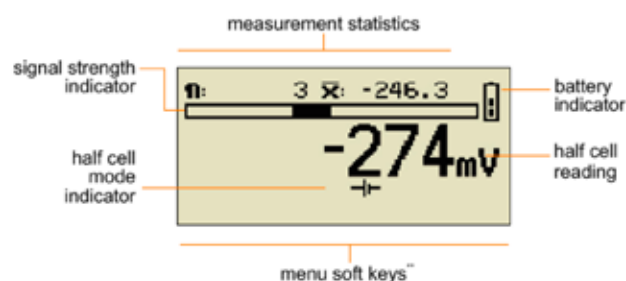 measurement statistics
signal strength
indicator
n: 3 x̄: -246.3
battery
indicator
-274mV
half cell
mode
indicator
half cell
reading
menu soft keys¨